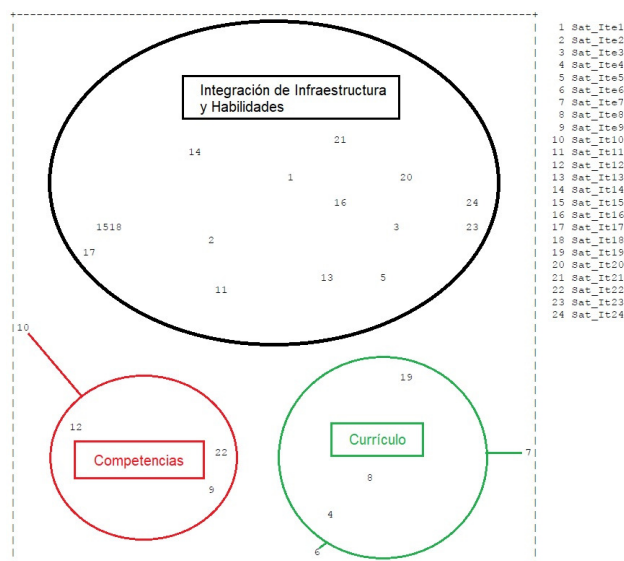 1 Sat_Ite1
2 Sat_Ite2
3 Sat_Ite3
4 Sat_Ite4
5 Sat_Ite5
6 Sat_Ite6
7 Sat_Ite7
8 Sat_Ite8
9 Sat_Ite9
10 Sat_It10
11 Sat_It11
12 Sat_It12
13 Sat_It13
14 Sat_It14
15 Sat_It15
16 Sat_It16
17 Sat_It17
18 Sat_It18
19 Sat_It19
20 Sat_It20
21 Sat_It21
22 Sat_It22
23 Sat_It23
24 Sat_It24
Integración de Infraestructura
y Habilidades
21
14
1
20
16
24
1518
3
23
2
17
13
5
11
10
19
12
Currículo
22
7
Competencias
8
9
4
6